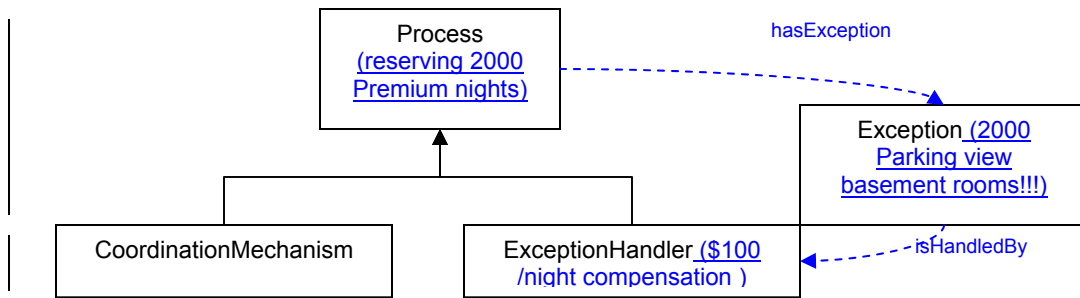 Process
(reserving 2000
Premium nights)
hasException
Exception (2000
Parking view
basement rooms!!!)
CoordinationMechanism
ExceptionHandler ($100
/night compensation )
isHandledBy